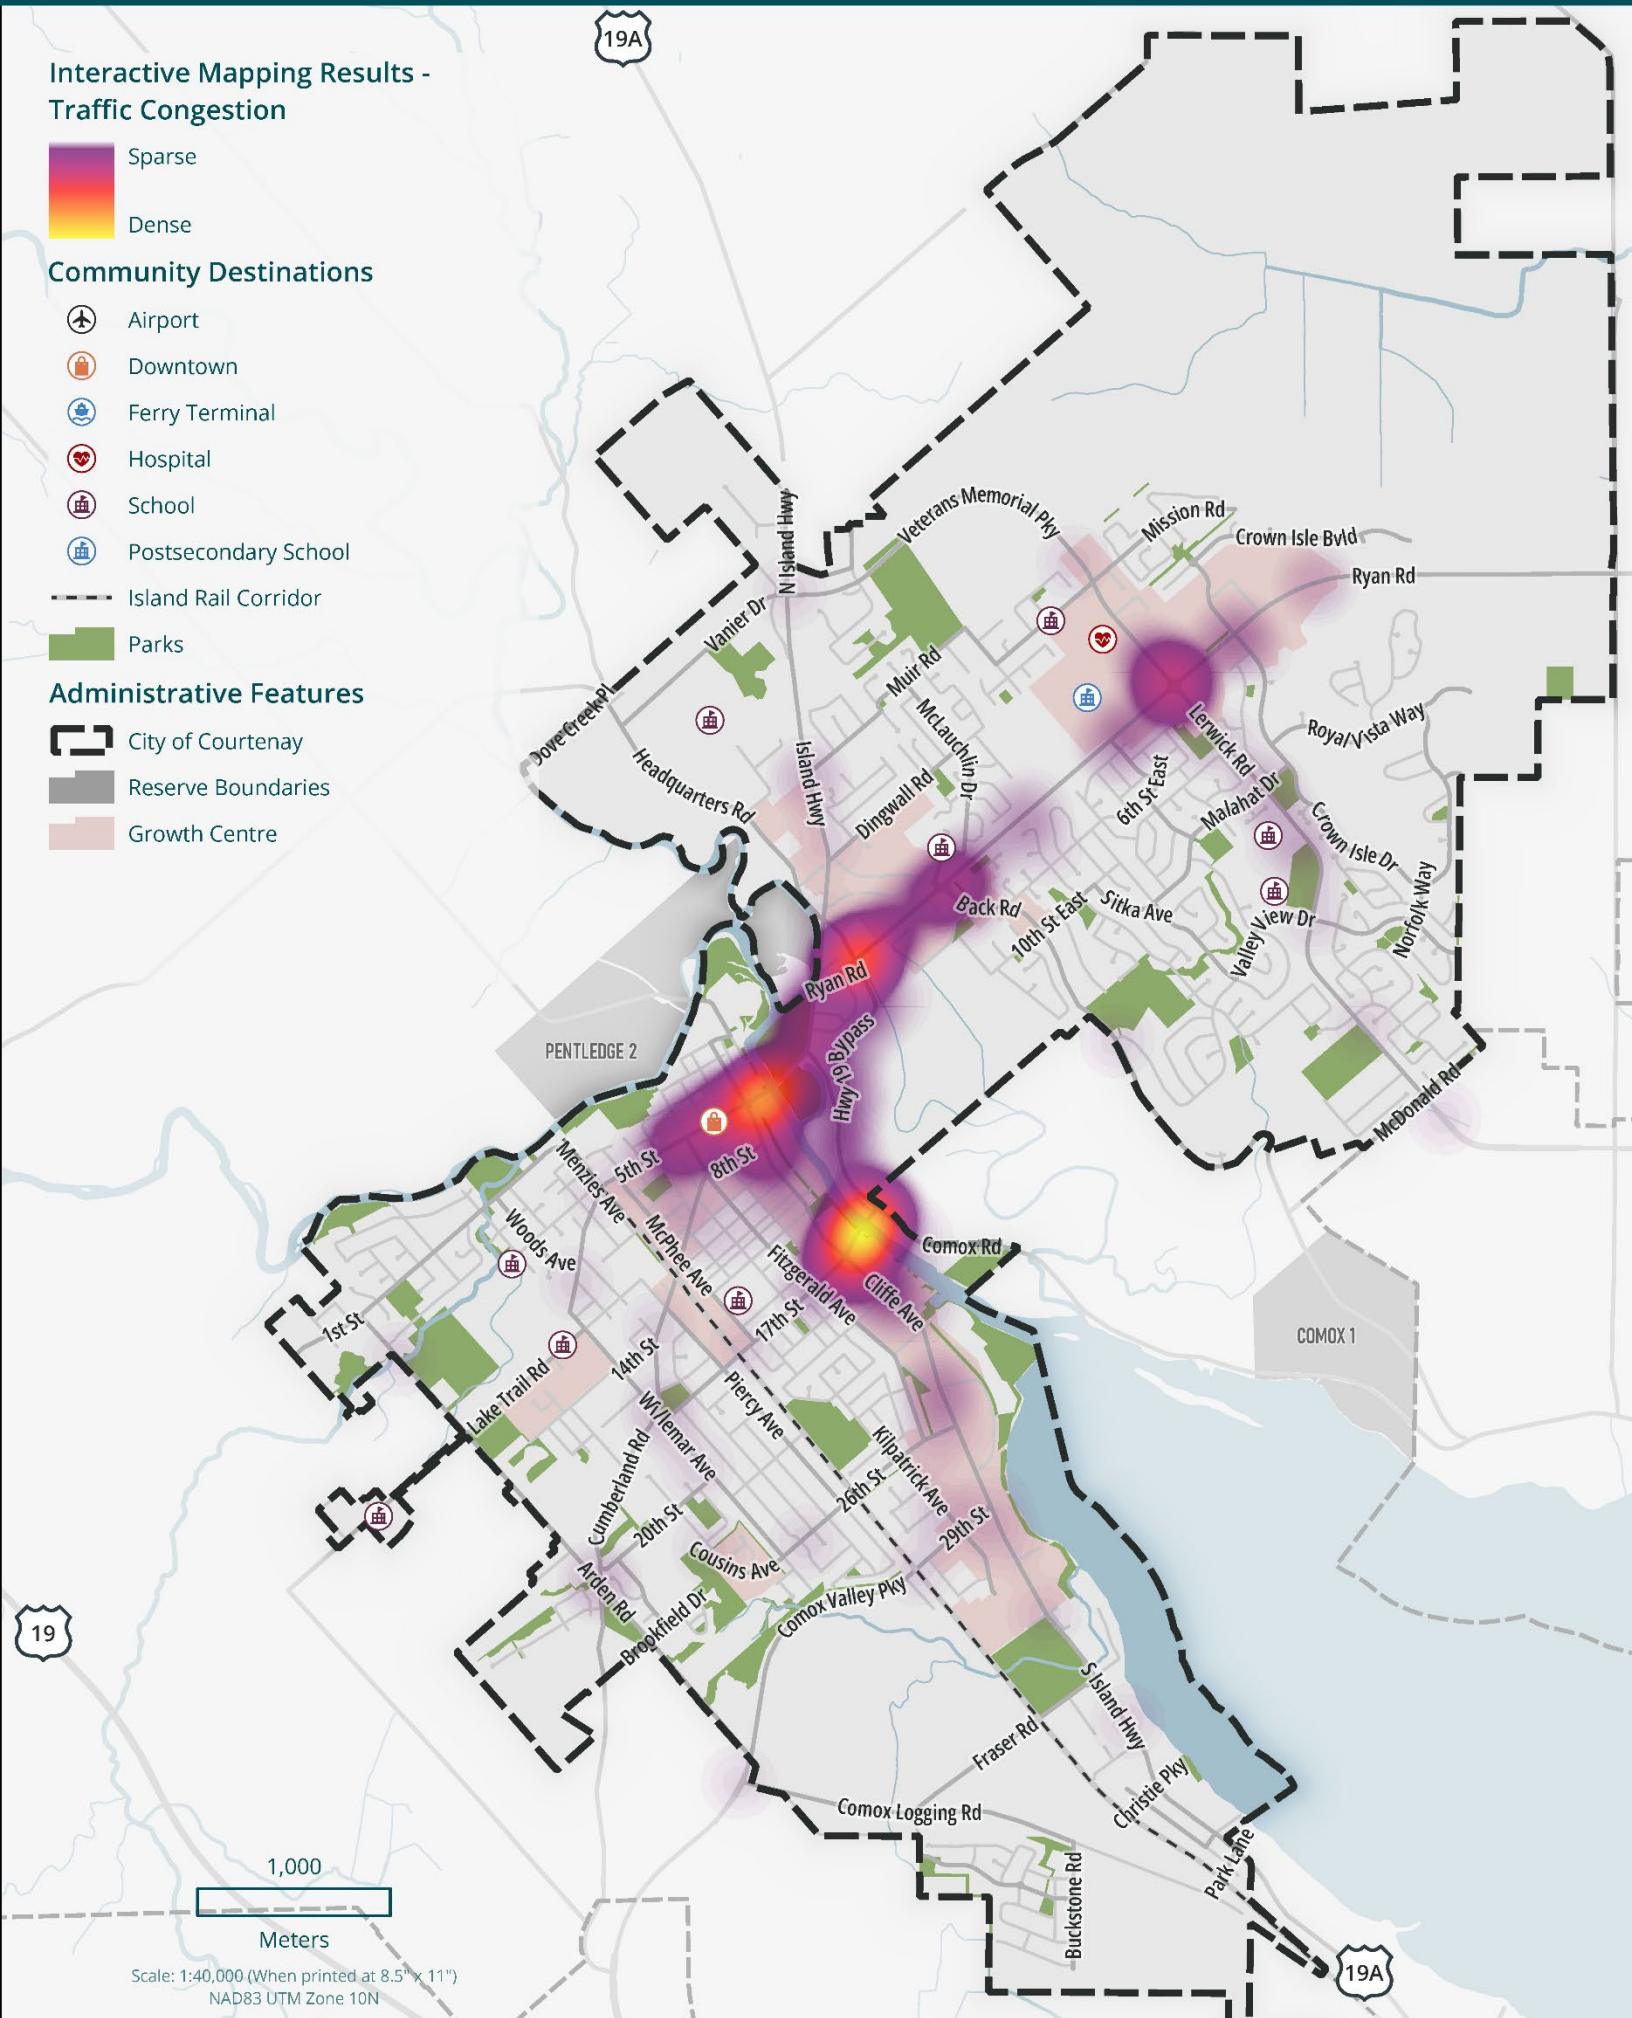 19A
Interactive Mapping Results -
Traffic Congestion
Sparse
Dense
Community Destinations
Airport
Downtown
Ferry Terminal
Hospital
School
Postsecondary School
Island Rail Corridor
Parks
Administrative Features
City of Courtenay
Reserve Boundaries
Growth Centre
N Island Hwy
Veterans Memorial Pky
Mission Rd
Crown Isle Bvld
Ryan Rd
Vanier Dr
Muir Rd
McLauchlin Dr
Dove Creek Pl
Headquarters Rd
Island Hwy
Dingwall Rd
Lerwick Rd
Royal Vista Way
6th St East
Malahat Dr
Crown Isle Dr
Back Rd
10th St East
Sitka Ave
Valley View Dr
Norfolk Way
Ryan Rd
Hwy 19 Bypass
PENTLEDGE 2
McDonald Rd
Menzies Ave
5th St
8th St
Woods Ave
McPhee Ave
Fitzgerald Ave
Cliffe Ave
Comox Rd
17th St
1st St
14th St
COMOX 1
Lake Trail Rd
Piercy Ave
Willemar Ave
Cumberland Rd
Kilpatrick Ave
26th St
20th St
29th St
Cousins Ave
Arden Rd
Comox Valley Pky
Brookfield Dr
19
S Island Hwy
Fraser Rd
Christie Pky
Comox Logging Rd
Park Lane
Buckstone Rd
19A
1,000
Meters
Scale: 1:40,000 (When printed at 8.5" x 11")
NAD83 UTM Zone 10N